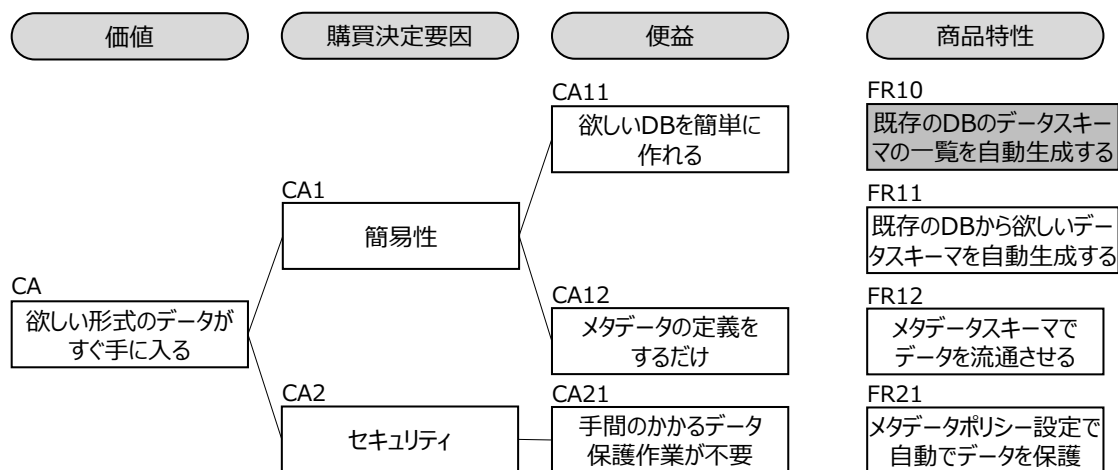 価値
購買決定要因
便益
商品特性
CA11
欲しいDBを簡単に
作れる
FR10
既存のDBのデータスキー
マの一覧を自動生成する
CA1
簡易性
FR11
既存のDBから欲しいデー
タスキーマを自動生成する
CA
欲しい形式のデータが
すぐ手に入る
CA12
メタデータの定義を
するだけ
FR12
メタデータスキーマで
データを流通させる
CA2
セキュリティ
CA21
手間のかかるデータ
保護作業が不要
FR21
メタデータポリシー設定で
自動でデータを保護